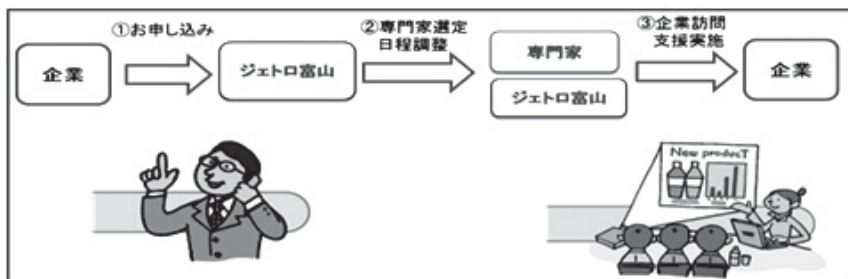 ①お申し込み
②専門家選定
日程調整
③企業訪問
支援実施
企業
ジェトロ富山
専門家
ジェトロ富山
企業
New producT